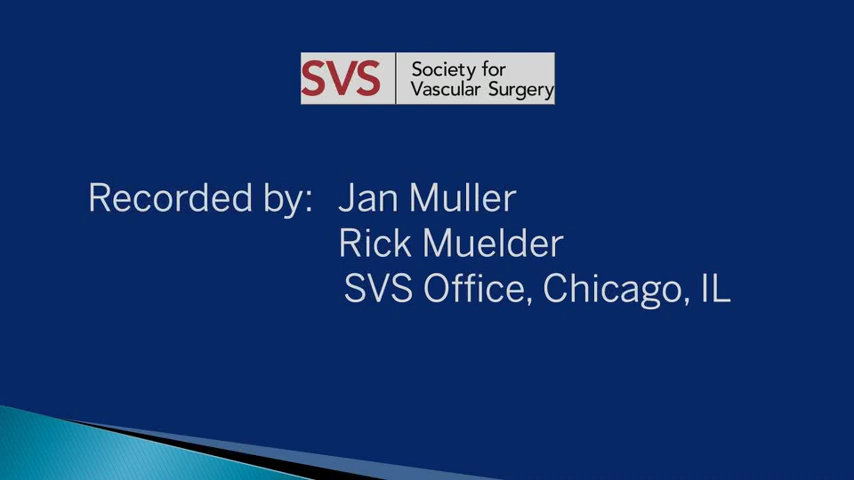 SVS
Society for
Vascular Surgery
Recorded by: Jan Muller
Rick Muelder
SVS Office, Chicago, IL